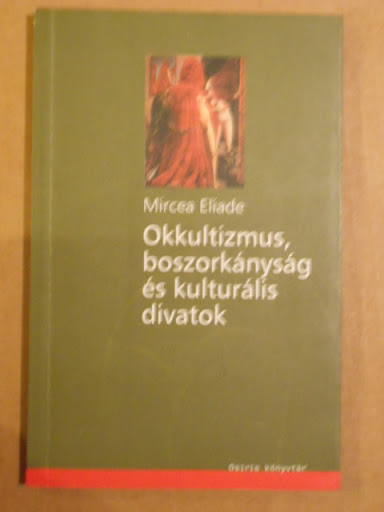 Mircea Eliade
Okkultizmus,
boszorkányság
és kulturális
divatok
Osiris könyvtár